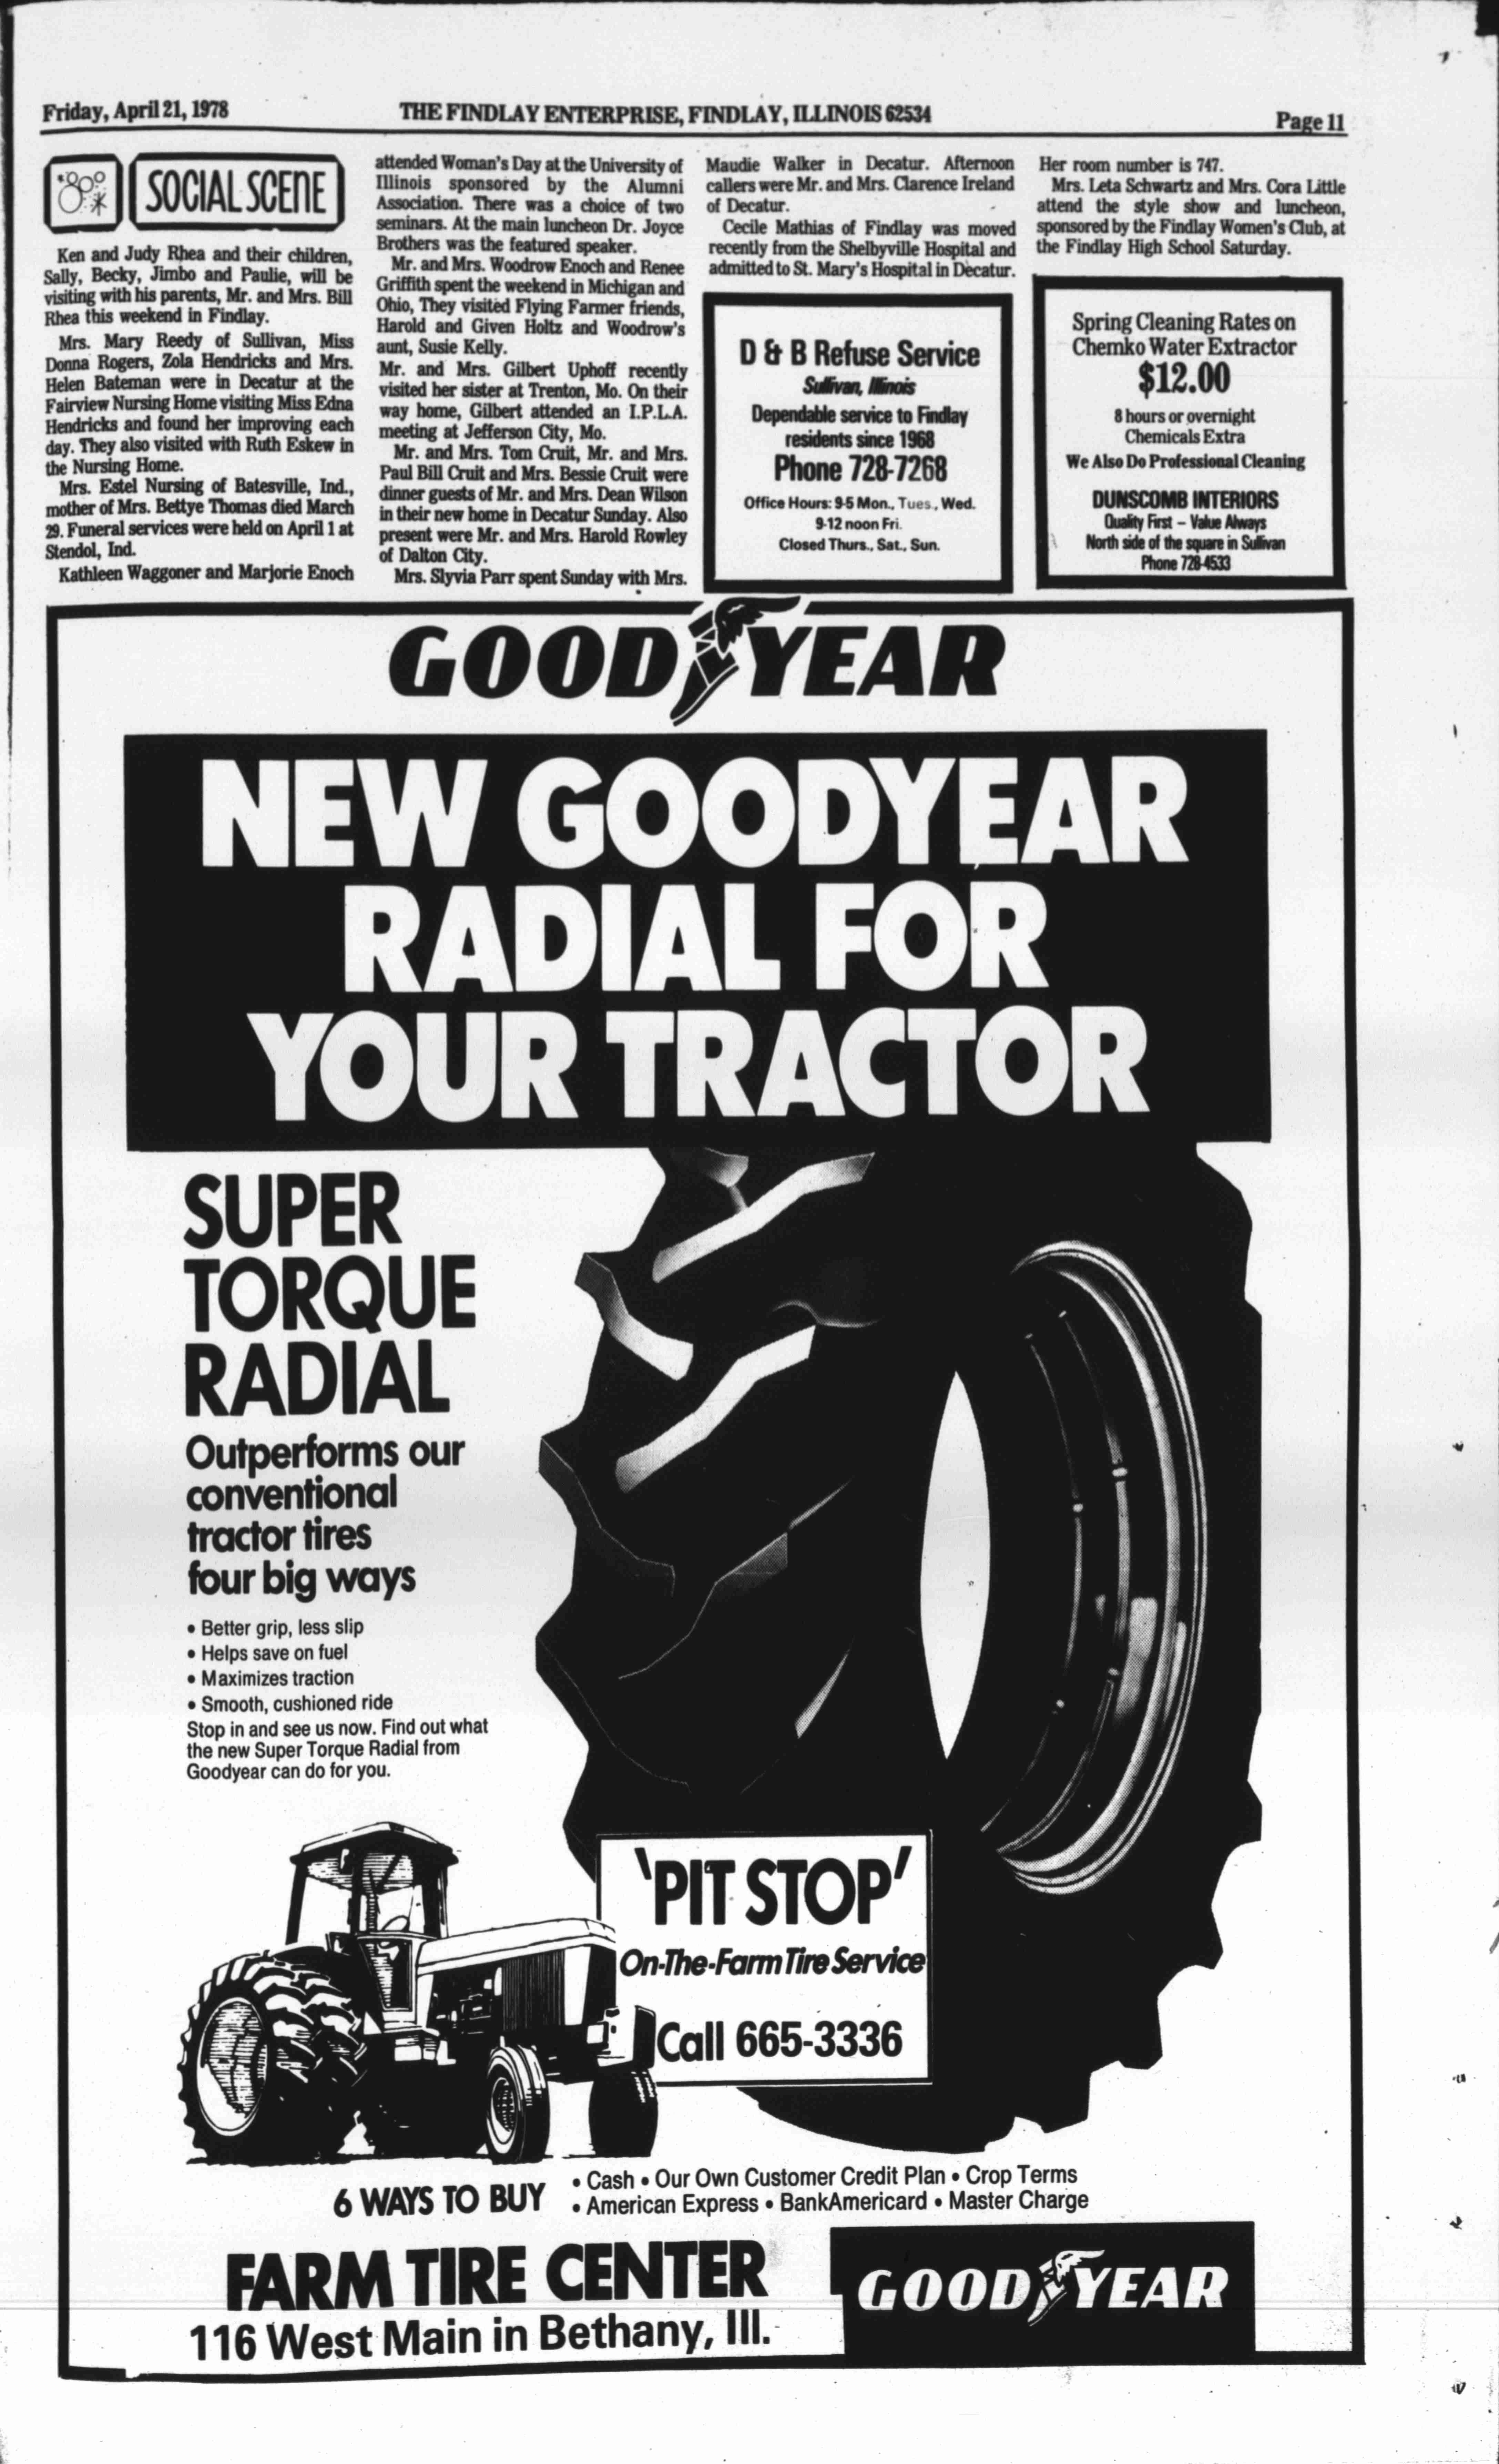 Friday, April 21, 1978
THE FINDLAY ENTERPRISE, FINDLAY, ILLINOIS 62534
Page 11
SOCIAL SCENE
Ken and Judy Rhea and their children,
Sally, Becky, Jimbo and Paulie, will be
visiting with his parents, Mr. and Mrs. Bill
Rhea this weekend in Findlay.
Mrs. Mary Reedy of Sullivan, Miss
Donna Rogers, Zola Hendricks and Mrs.
Helen Bateman were in Decatur at the
Fairview Nursing Home visiting Miss Edna
Hendricks and found her improving each
day. They also visited with Ruth Eskew in
the Nursing Home.
Mrs. Estel Nursing of Batesville, Ind.,
mother of Mrs. Bettye Thomas died March
29. Funeral services were held on April 1 at
Stendol, Ind.
Kathleen Waggoner and Marjorie Enoch
attended Woman's Day at the University of
Illinois sponsored by the Alumni
Association. There was a choice of two
seminars. At the main luncheon Dr. Joyce
Brothers was the featured speaker.
Mr. and Mrs. Woodrow Enoch and Renee
Griffith spent the weekend in Michigan and
Ohio, They visited Flying Farmer friends,
Harold and Given Holtz and Woodrow's
aunt, Susie Kelly.
Mr. and Mrs. Gilbert Uphoff recently
visited her sister at Trenton, Mo. On their
way home, Gilbert attended an I.P.L.A.
meeting at Jefferson City, Mo.
Mr. and Mrs. Tom Cruit, Mr. and Mrs.
Paul Bill Cruit and Mrs. Bessie Cruit were
dinner guests of Mr. and Mrs. Dean Wilson
in their new home in Decatur Sunday. Also
present were Mr. and Mrs. Harold Rowley
of Dalton City.
Mrs. Slyvia Parr spent Sunday with Mrs.
Maudie Walker in Decatur. Afternoon
callers were Mr. and Mrs. Clarence Ireland
of Decatur.
Cecile Mathias of Findlay was moved
recently from the Shelbyville Hospital and
admitted to St. Mary's Hospital in Decatur.
Her room number is 747.
Mrs. Leta Schwartz and Mrs. Cora Little
attend the style show and luncheon,
sponsored by the Findlay Women's Club, at
the Findlay High School Saturday.
D & B Refuse Service
Sullivan, Illinois
Dependable service to Findlay
residents since 1968
Phone 728-7268
Office Hours: 9-5 Mon., Tues., Wed.
9-12 noon Fri.
Closed Thurs., Sat., Sun.
Spring Cleaning Rates on
Chemko Water Extractor
$12.00
8 hours or overnight
Chemicals Extra
We Also Do Professional Cleaning
DUNSCOMB INTERIORS
Quality First – Value Always
North side of the square in Sullivan
Phone 728-4533
GOODYEAR
NEW GOODYEAR
RADIAL FOR
YOUR TRACTOR
SUPER
TORQUE
RADIAL
Outperforms our
conventional
tractor tires
four big ways
• Better grip, less slip
• Helps save on fuel
• Maximizes traction
• Smooth, cushioned ride
Stop in and see us now. Find out what
the new Super Torque Radial from
Goodyear can do for you.
'PIT STOP'
On-The-Farm Tire Service
Call 665-3336
6 WAYS TO BUY
• Cash • Our Own Customer Credit Plan • Crop Terms
• American Express • BankAmericard • Master Charge
FARM TIRE CENTER
116 West Main in Bethany, Ill.
GOODYEAR